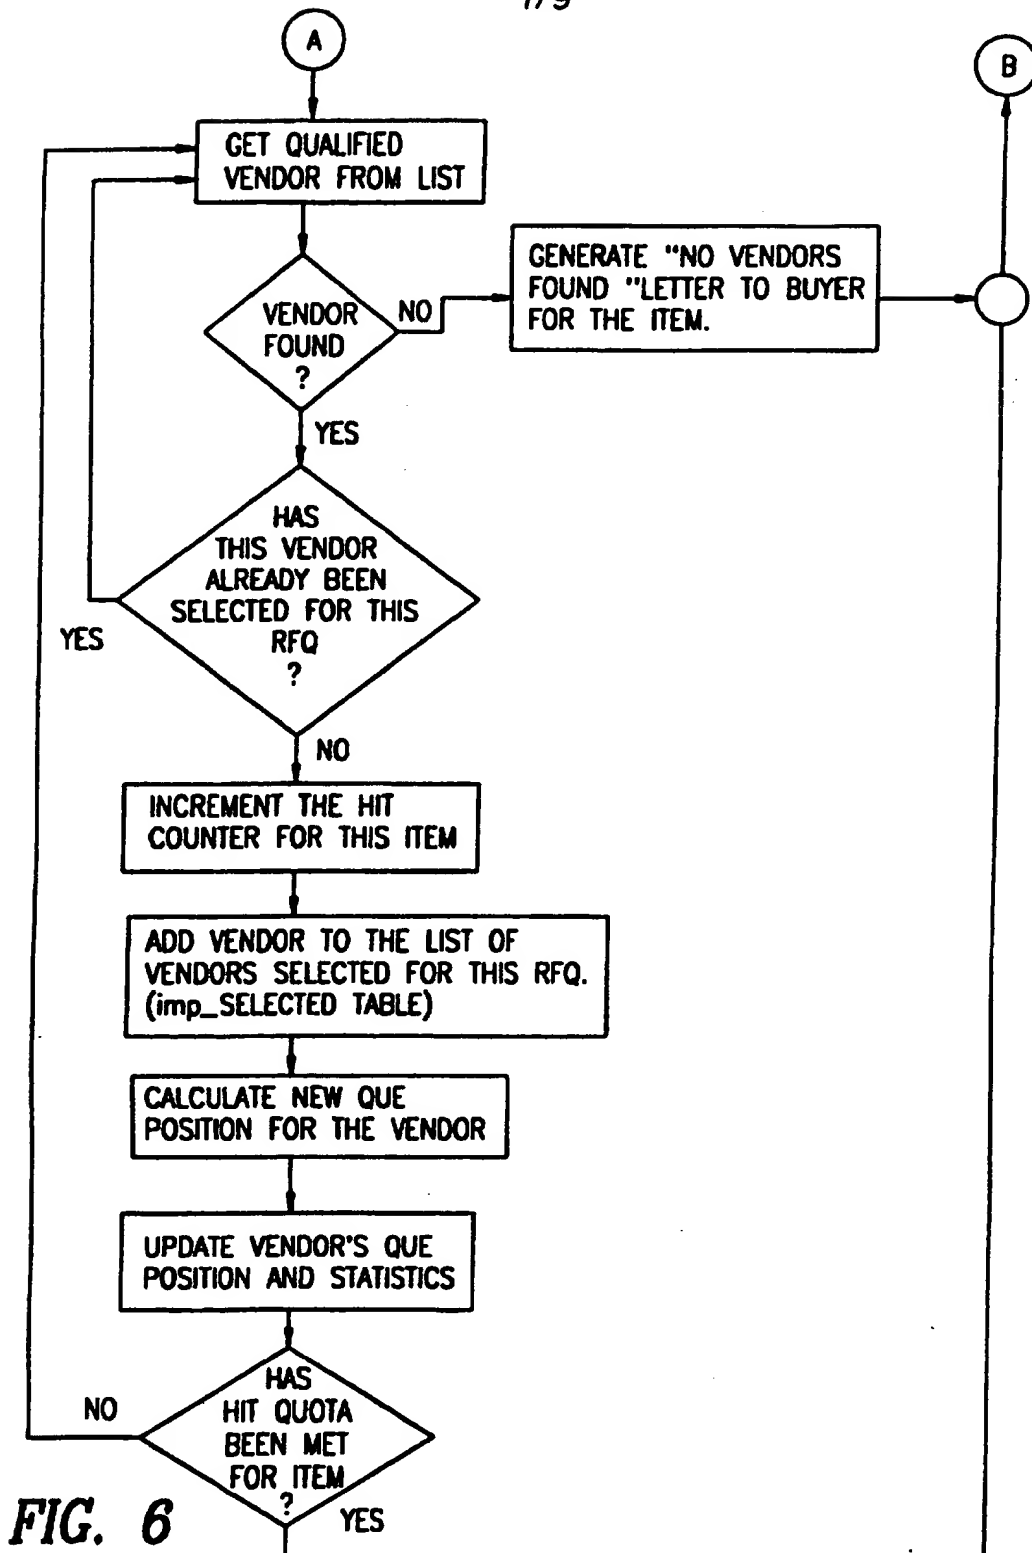 A
B
GET QUALIFIED
VENDOR FROM LIST
VENDOR
FOUND
?
NO
GENERATE "NO VENDORS
FOUND "LETTER TO BUYER
FOR THE ITEM.
YES
HAS
THIS VENDOR
ALREADY BEEN
SELECTED FOR THIS
RFQ
?
YES
NO
INCREMENT THE HIT
COUNTER FOR THIS ITEM
ADD VENDOR TO THE LIST OF
VENDORS SELECTED FOR THIS RFQ.
(imp_SELECTED TABLE)
CALCULATE NEW QUE
POSITION FOR THE VENDOR
UPDATE VENDOR'S QUE
POSITION AND STATISTICS
HAS
HIT QUOTA
BEEN MET
FOR ITEM
?
NO
YES
FIG. 6